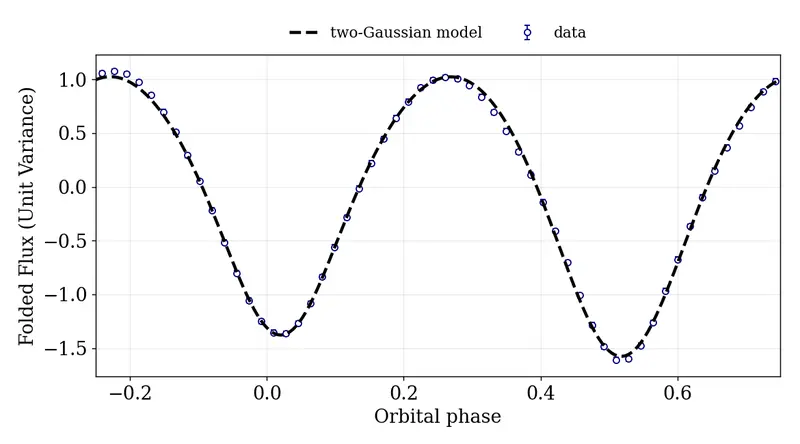 two-Gaussian model data
1.0
0.5
0.0
−0.5
−1.0
−1.5
Folded Flux (Unit Variance)
−0.2 0.0 0.2 0.4 0.6
Orbital phase